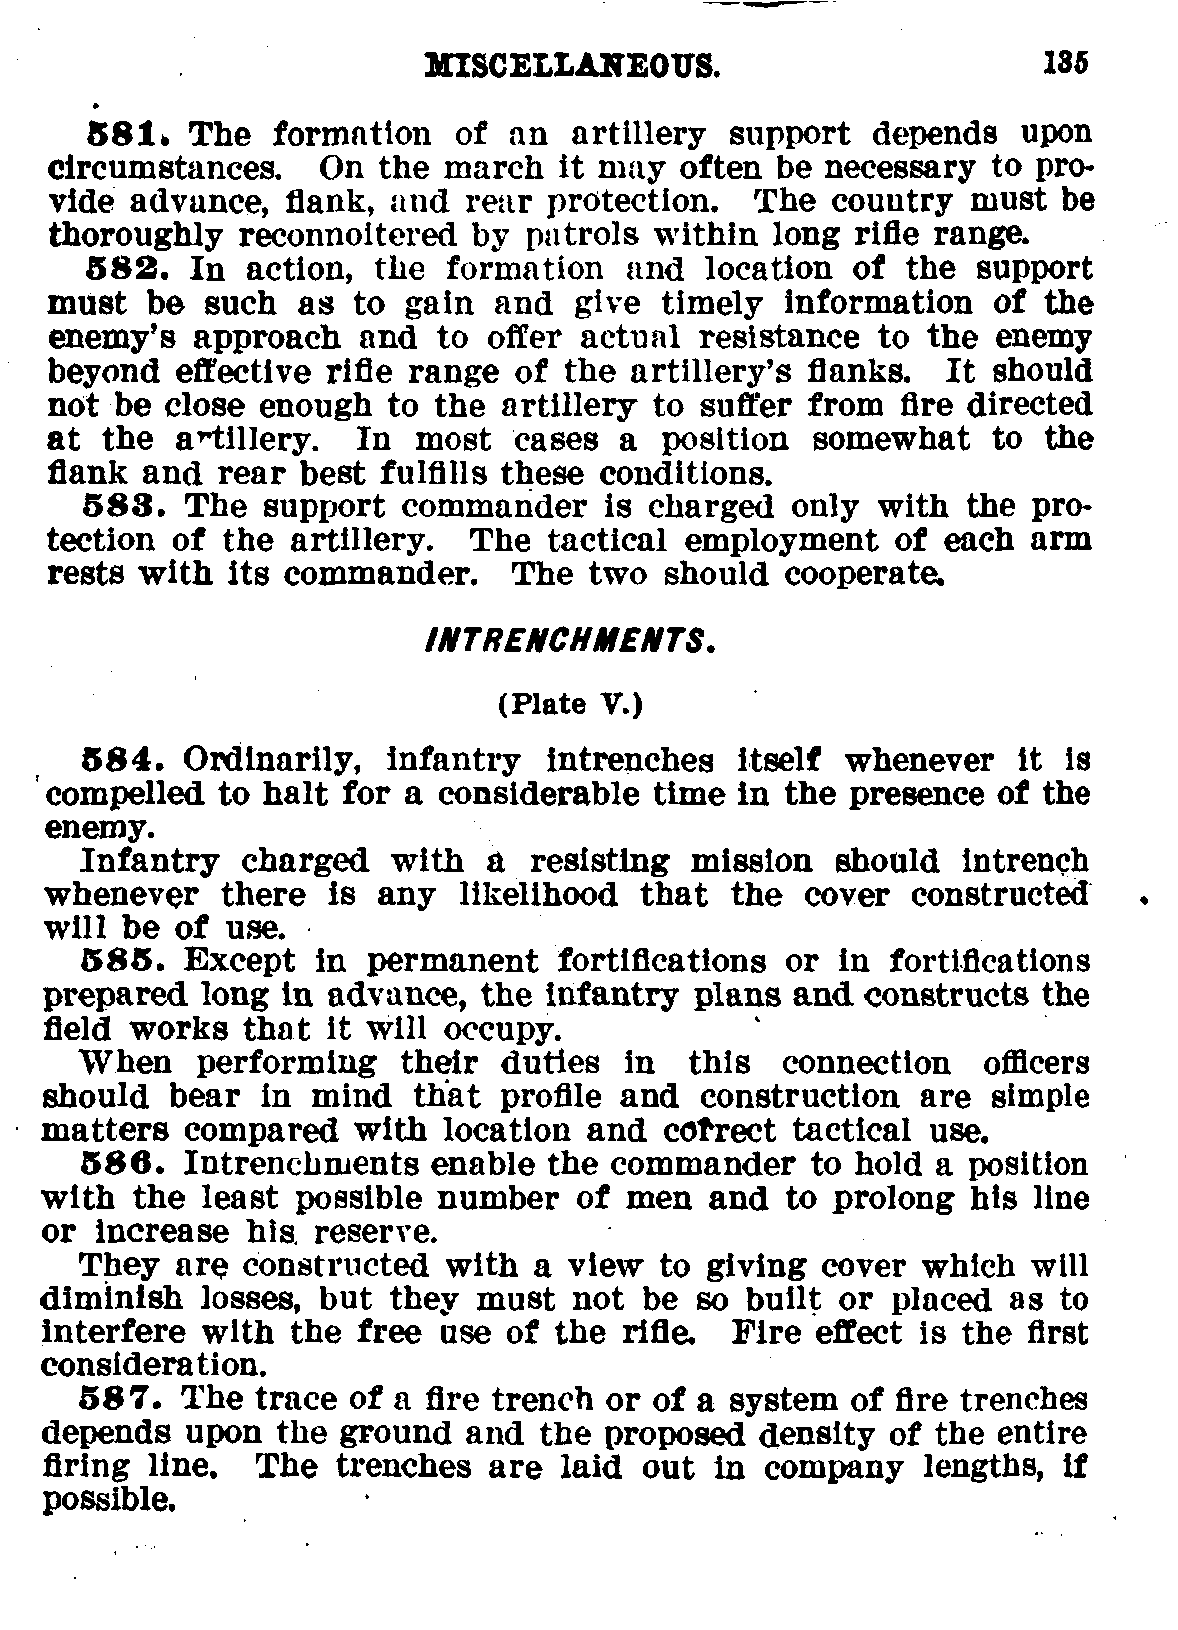 MISCELLANEOUS. 135
581. The formation of an artillery support depends upon
circumstances. On the march it may often be necessary to pro-
vide advance, flank, and rear protection. The country must be
thoroughly reconnoitered by patrols within long rifle range.
582. In action, the formation and location of the support
must be such as to gain and give timely information of the
enemy's approach and to offer actual resistance to the enemy
beyond effective rifle range of the artillery's flanks. It should
not be close enough to the artillery to suffer from fire directed
at the artillery. In most cases a position somewhat to the
flank and rear best fulfills these conditions.
583. The support commander is charged only with the pro-
tection of the artillery. The tactical employment of each arm
rests with its commander. The two should cooperate.
INTRENCHMENTS.
(Plate V.)
584. Ordinarily, infantry intrenches itself whenever it is
compelled to halt for a considerable time in the presence of the
enemy.
Infantry charged with a resisting mission should intrench
whenever there is any likelihood that the cover constructed
will be of use.
585. Except in permanent fortifications or in fortifications
prepared long in advance, the infantry plans and constructs the
field works that it will occupy.
When performing their duties in this connection officers
should bear in mind that profile and construction are simple
matters compared with location and correct tactical use.
586. Intrenchments enable the commander to hold a position
with the least possible number of men and to prolong his line
or increase his reserve.
They are constructed with a view to giving cover which will
diminish losses, but they must not be so built or placed as to
interfere with the free use of the rifle. Fire effect is the first
consideration.
587. The trace of a fire trench or of a system of fire trenches
depends upon the ground and the proposed density of the entire
firing line. The trenches are laid out in company lengths, if
possible.